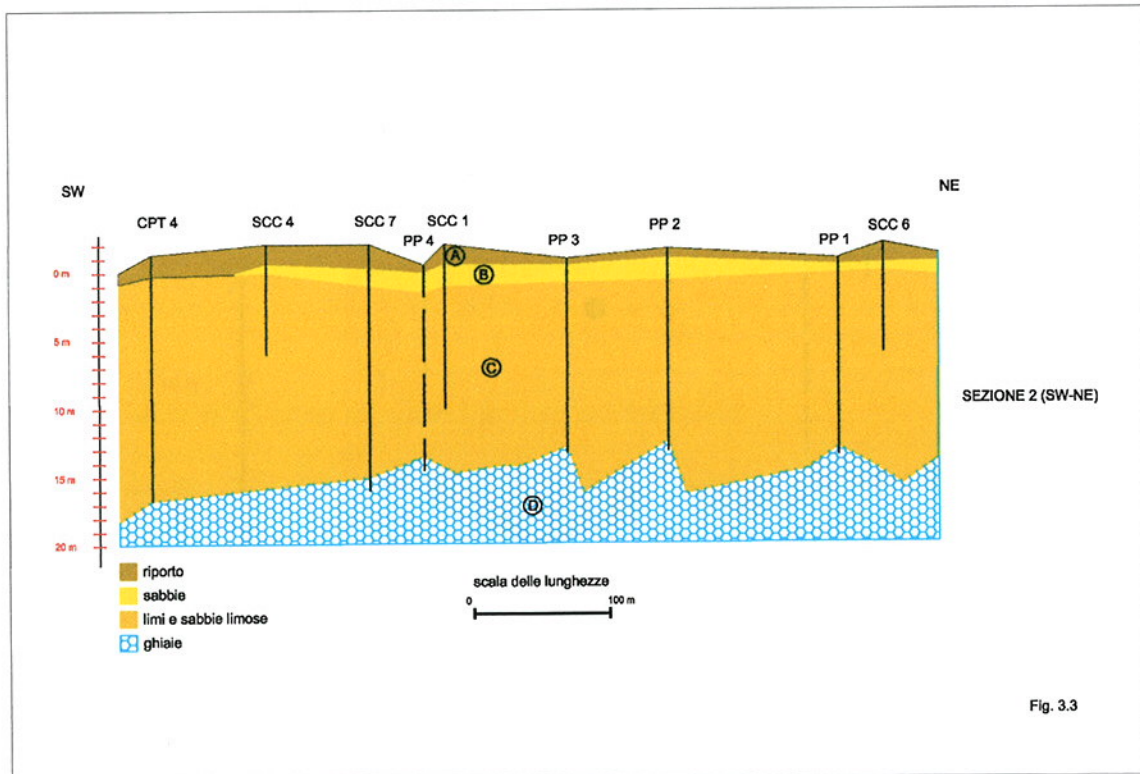 SW
NE
CPT 4
SCC 4
SCC 7
PP 4
SCC 1
PP 3
PP 2
PP 1
SCC 6
A
B
C
D
0 m
5 m
10 m
15 m
20 m
SEZIONE 2 (SW-NE)
riporto
sabbie
limi e sabbie limose
ghiaie
scala delle lunghezze
0 100 m
Fig. 3.3